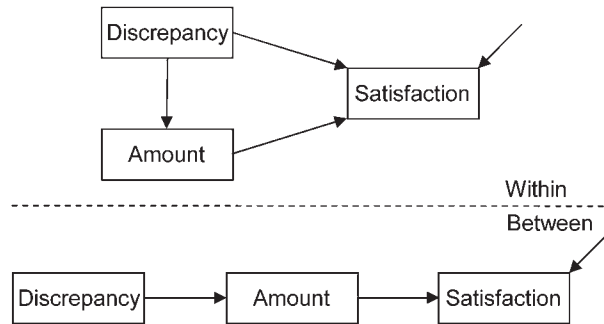 Discrepancy
Satisfaction
Amount
Within
Between
Discrepancy
Amount
Satisfaction